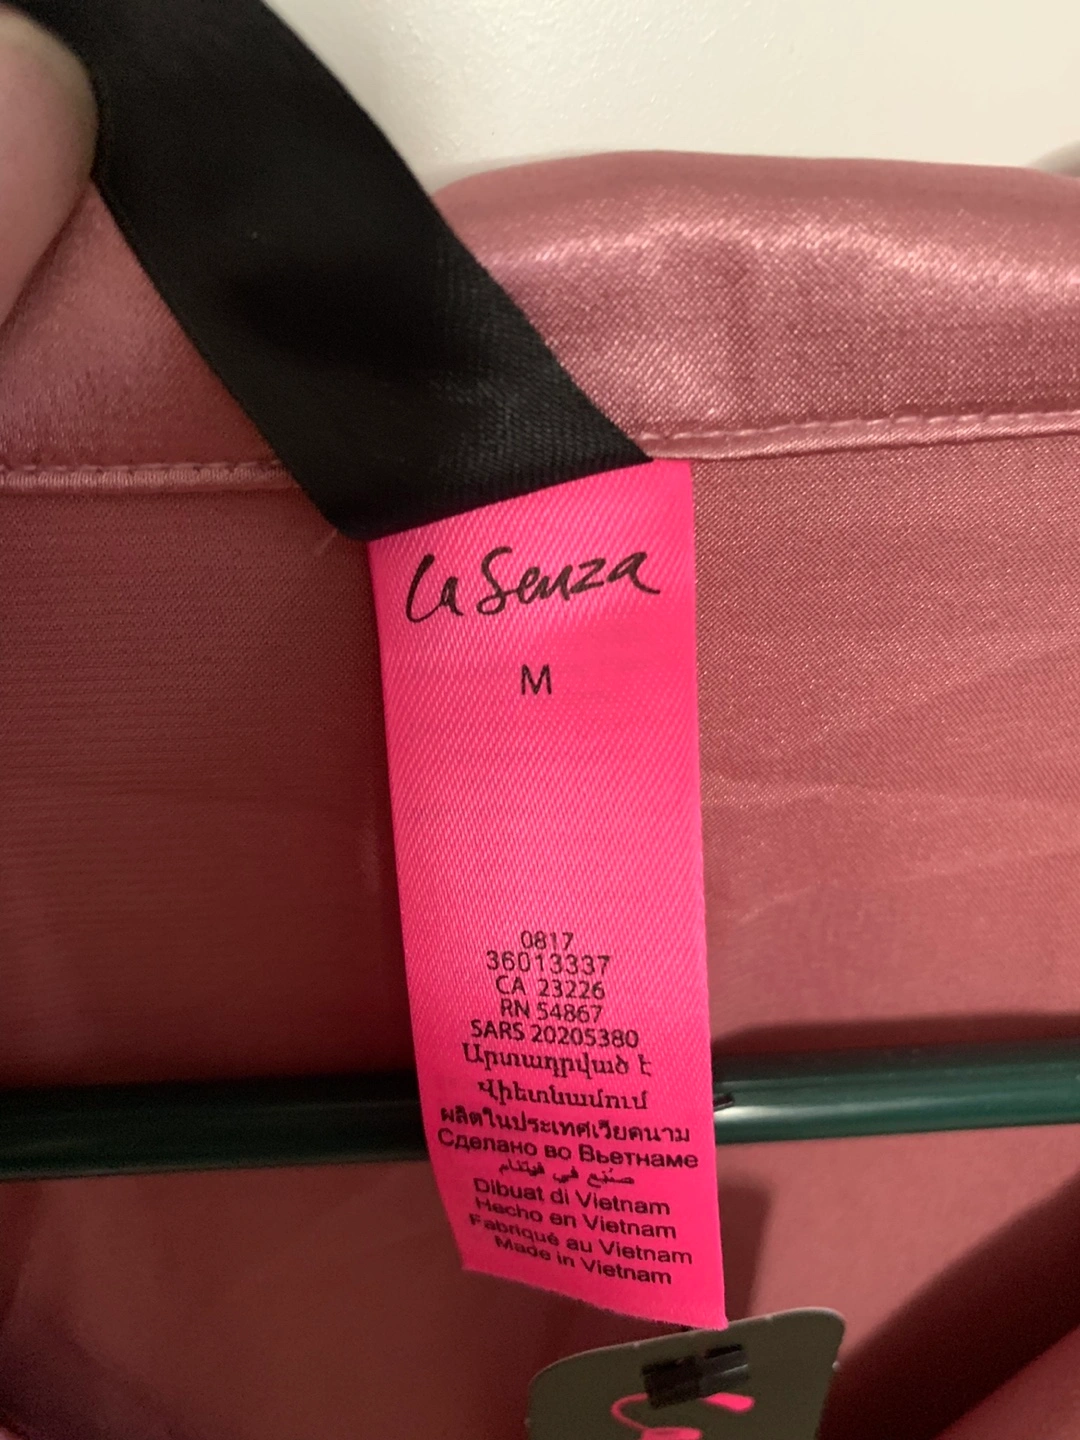 La Senza
M
0817
36013337
CA 23226
RN 54867
SARS 20205380
Արտադրված է
Վիետնամում
ผลิตในประเทศเวียดนาม
Сделано во Вьетнаме
صُنع في فيتنام
Dibuat di Vietnam
Hecho en Vietnam
Fabriqué au Vietnam
Made in Vietnam